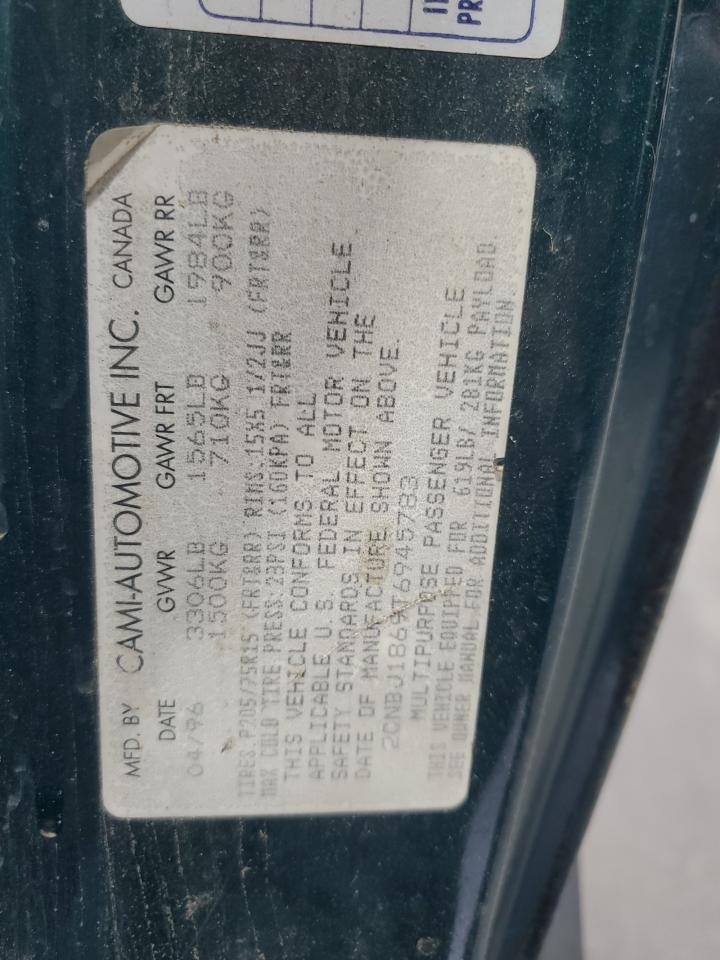 MFD. BY CAMI-AUTOMOTIVE INC. CANADA
DATE GVWR GAWR FRT GAWR RR
04/96 3306LB 1565LB 1984LB
1500KG 710KG 900KG
TIRES:P205/75R15 (FRT&RR) RIMS:15X5 1/2JJ (FRT&RR)
MAX COLD TIRE PRESS:23PSI (160KPA) FRT&RR
THIS VEHICLE CONFORMS TO ALL
APPLICABLE U.S. FEDERAL MOTOR VEHICLE
SAFETY STANDARDS IN EFFECT ON THE
DATE OF MANUFACTURE SHOWN ABOVE.
2CNBJ1869T6945783
MULTIPURPOSE PASSENGER VEHICLE
THIS VEHICLE EQUIPPED FOR 619LB/ 281KG PAYLOAD.
SEE OWNER MANUAL FOR ADDITIONAL INFORMATION.
PR